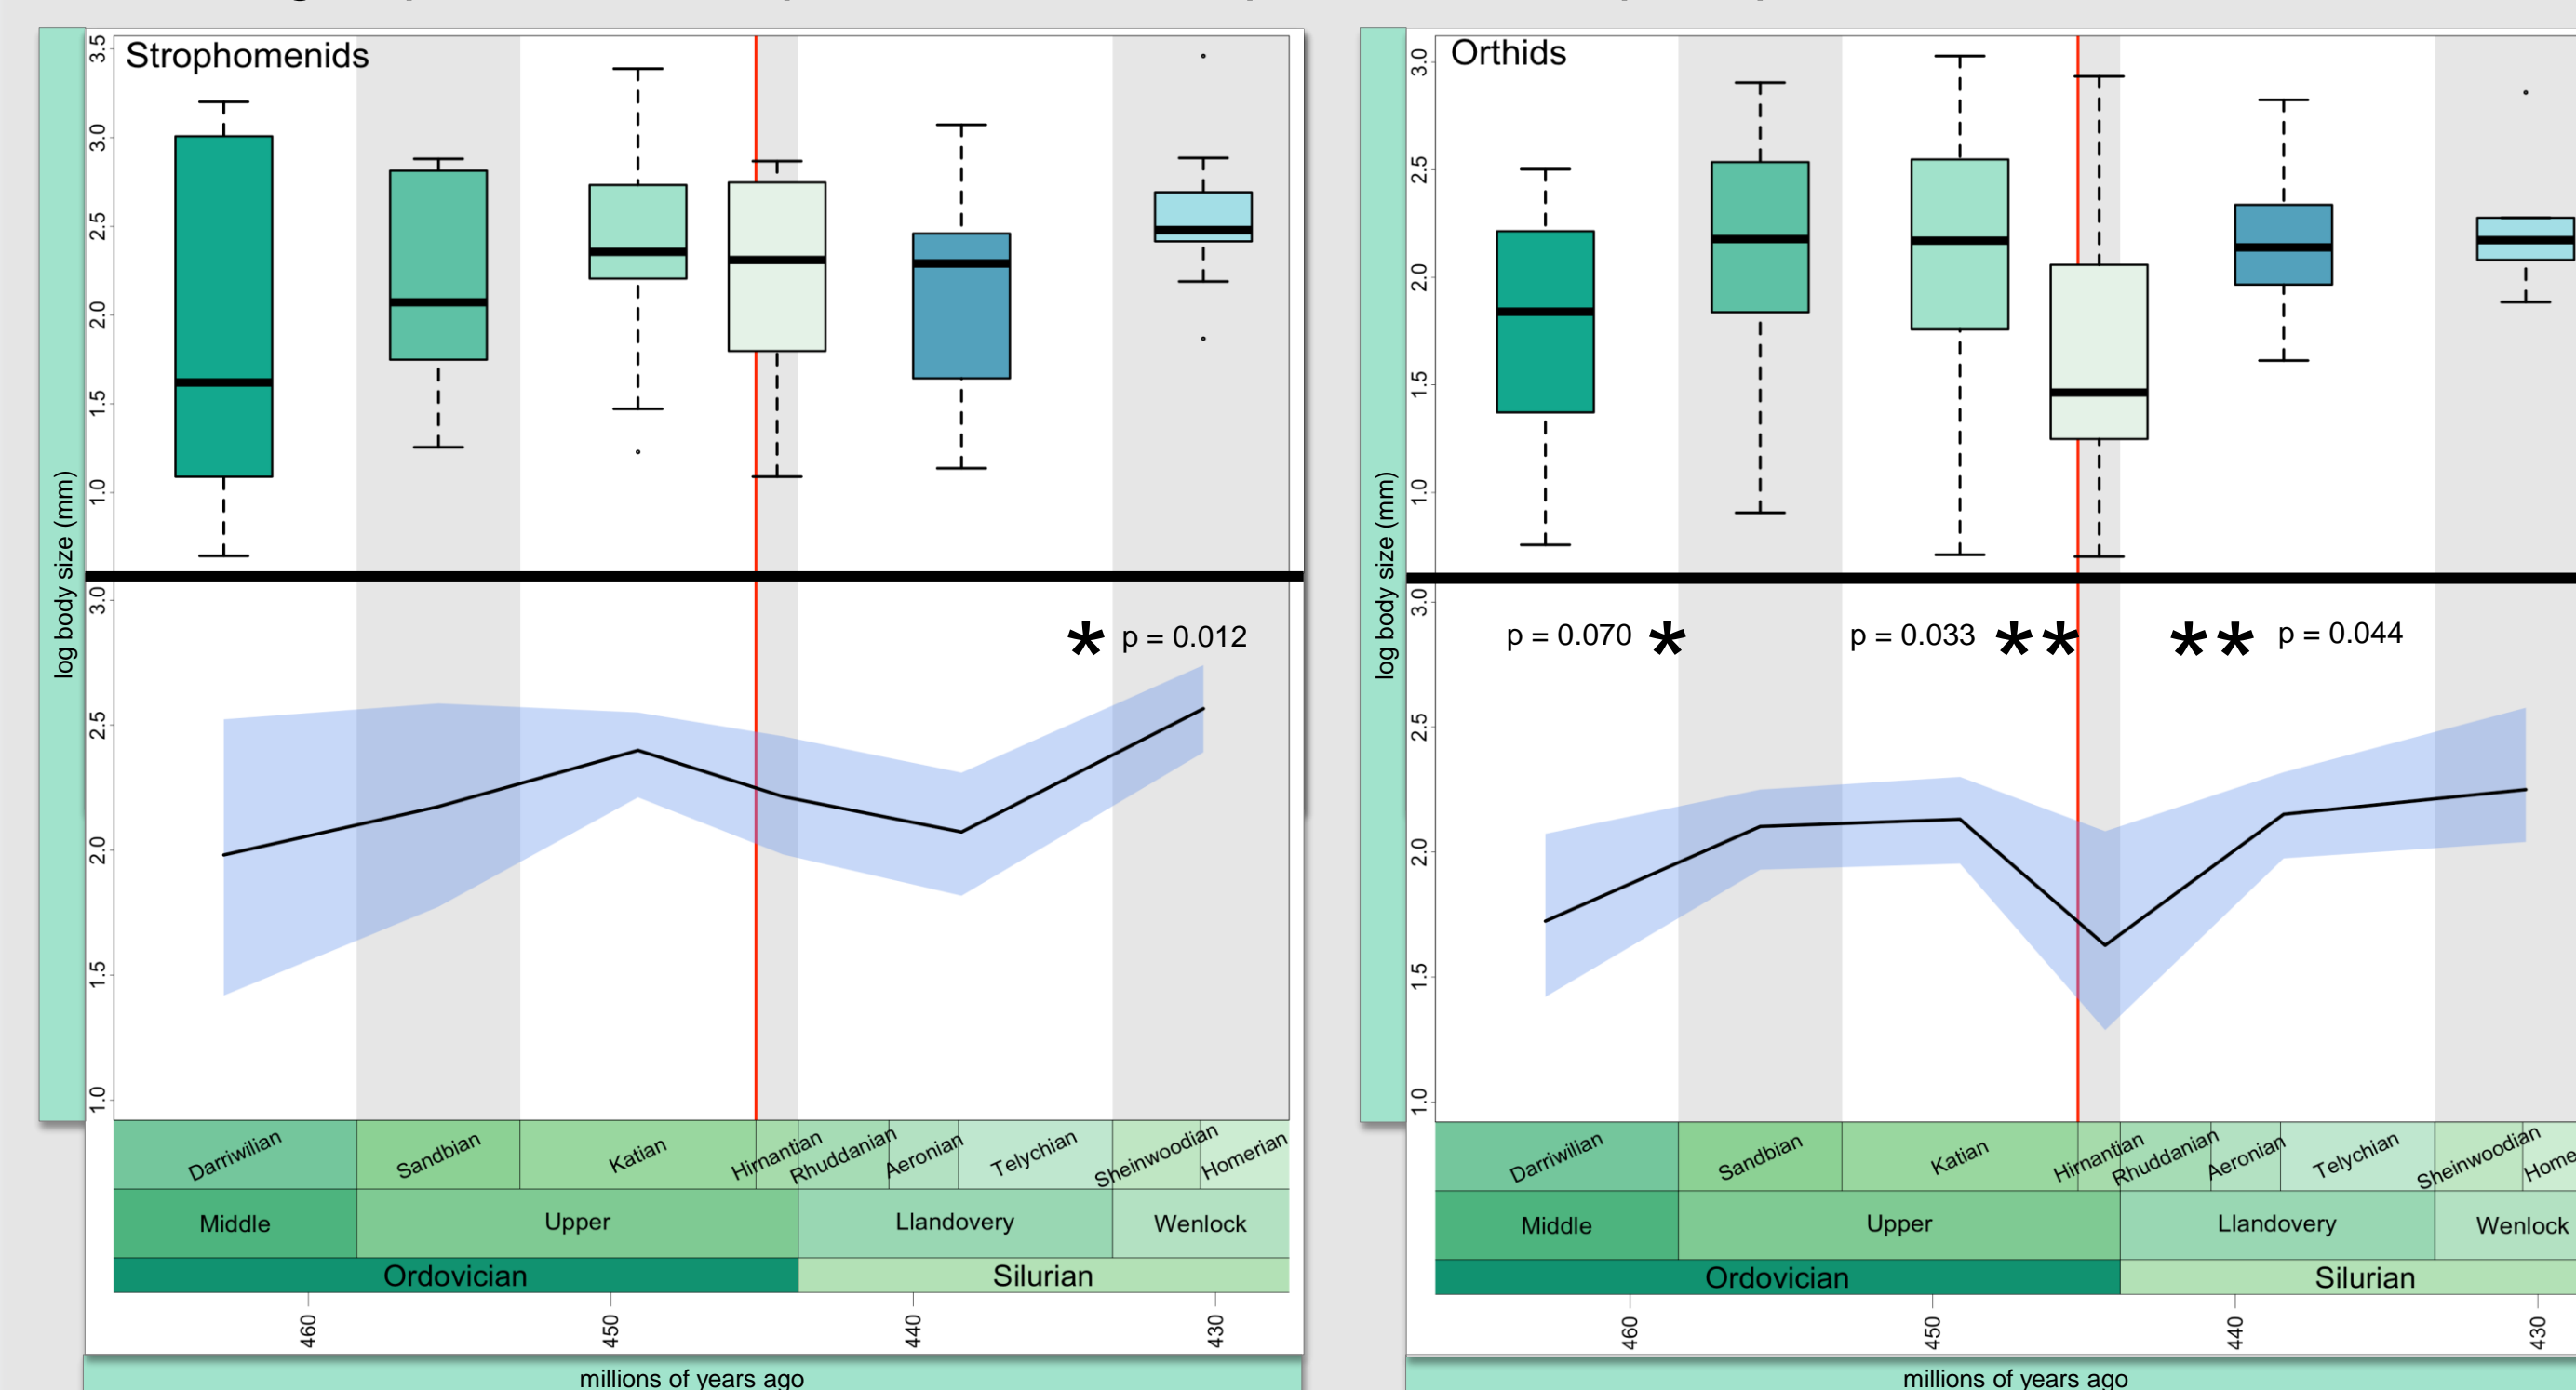 Strophomenids
3.5
3.0
2.5
2.0
1.5
1.0
log body size (mm)
3.0
2.5
2.0
1.5
1.0
* p = 0.012
Darriwilian Sandbian Katian Hirnantian Rhuddanian Aeronian Telychian Sheinwoodian Homerian
Middle Upper Llandovery Wenlock
Ordovician Silurian
460 450 440 430
millions of years ago
Orthids
3.0
2.5
2.0
1.5
1.0
log body size (mm)
3.0
2.5
2.0
1.5
1.0
p = 0.070 * p = 0.033 ** ** p = 0.044
Darriwilian Sandbian Katian Hirnantian Rhuddanian Aeronian Telychian Sheinwoodian Home
Middle Upper Llandovery Wenlock
Ordovician Silurian
460 450 440 430
millions of years ago